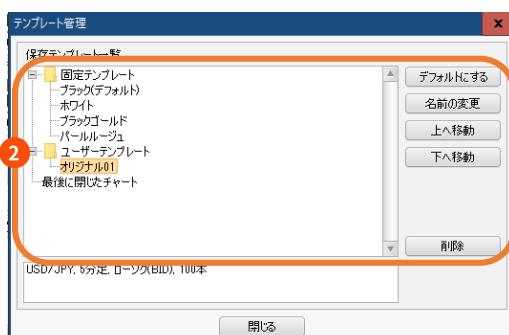 テンプレート管理
x
保存テンプレート一覧
固定テンプレート
ブラック(デフォルト)
ホワイト
ブラックゴールド
パールルージュ
ユーザーテンプレート
オリジナル01
最後に閉じたチャート
2
デフォルトにする
名前の変更
上へ移動
下へ移動
削除
USD/JPY, 5分足, ローソク(BID), 100本
閉じる